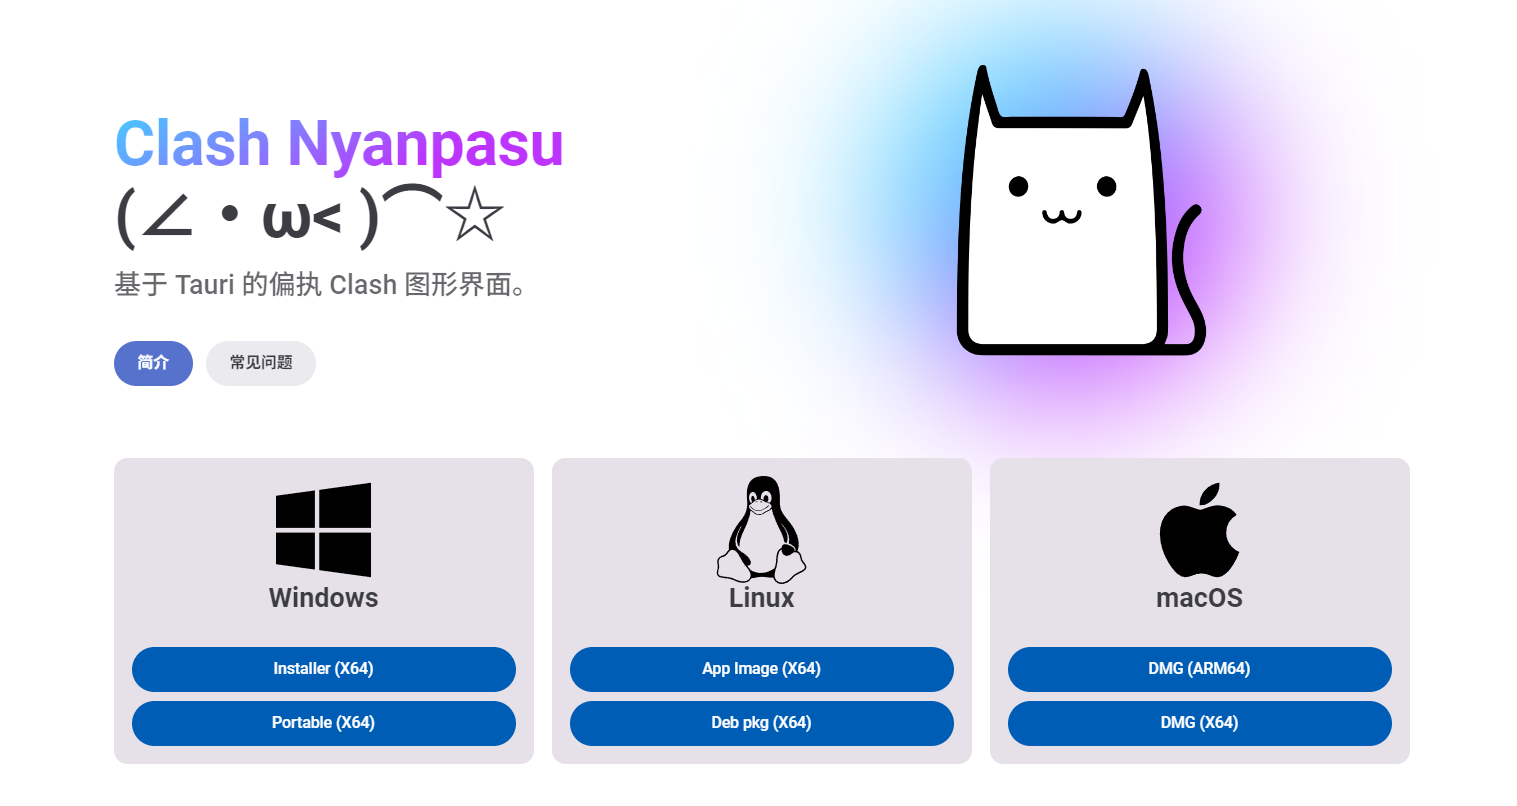 Clash Nyanpasu
(∠・ω< )⌒☆
基于 Tauri 的偏执 Clash 图形界面。
简介
常见问题
Windows
Installer (X64)
Portable (X64)
Linux
App Image (X64)
Deb pkg (X64)
macOS
DMG (ARM64)
DMG (X64)